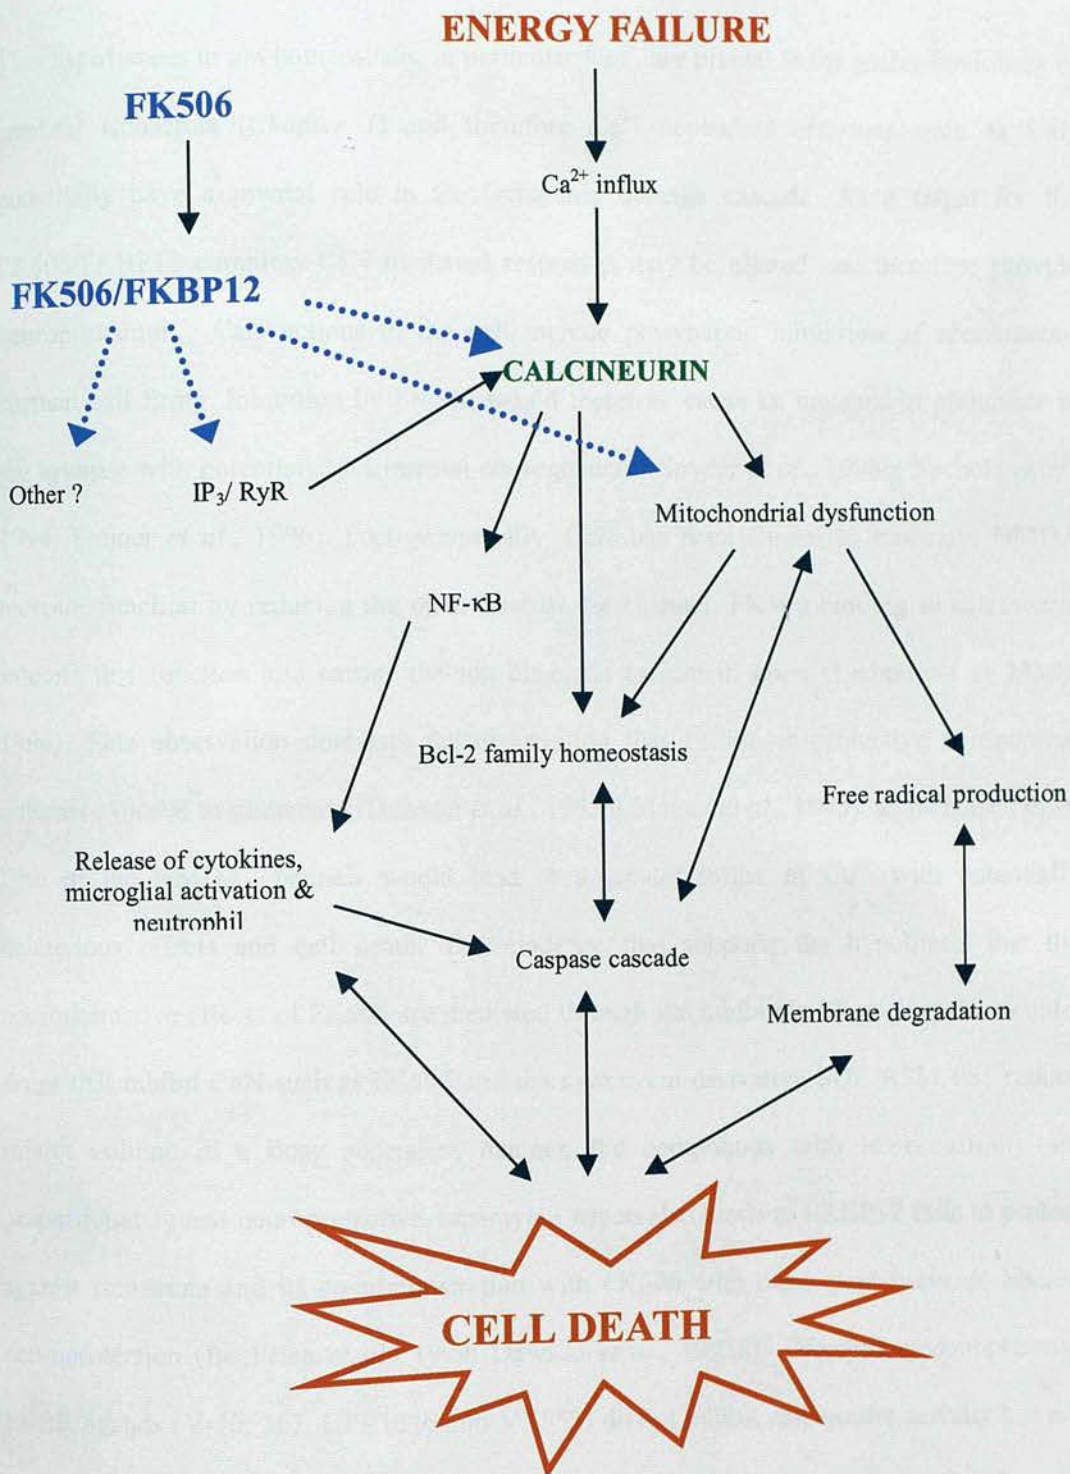 ENERGY FAILURE
FK506
Ca²⁺ influx
FK506/FKBP12
CALCINEURIN
Other ?
IP₃/ RyR
Mitochondrial dysfunction
NF-κB
Bcl-2 family homeostasis
Free radical production
Release of cytokines,
microglial activation &
neutrophil
Caspase cascade
Membrane degradation
CELL DEATH